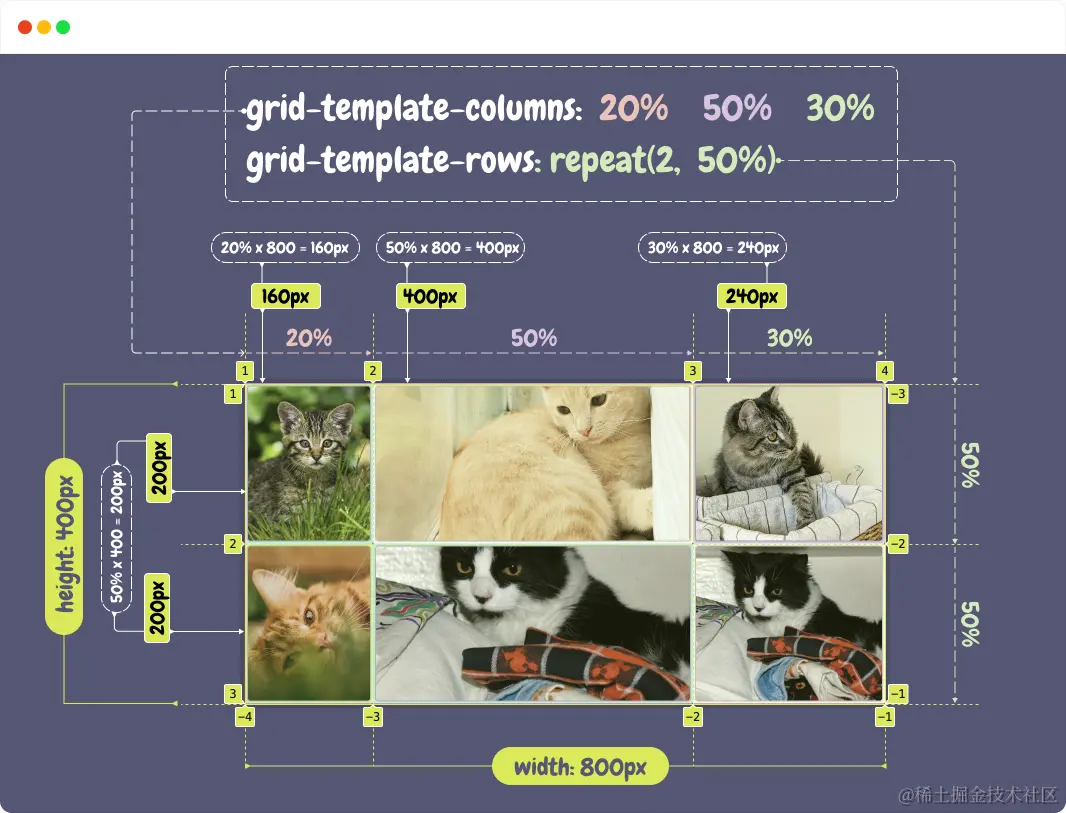 grid-template-columns: 20% 50% 30%
grid-template-rows: repeat(2, 50%)
20% x 800 = 160px
50% x 800 = 400px
30% x 800 = 240px
160px
400px
240px
20%
50%
30%
1
2
3
4
1
−3
200px
50%
height: 400px
50% x 400 = 200px
2
−2
200px
50%
3
−1
−4
−3
−2
−1
width: 800px
@稀土掘金技术社区